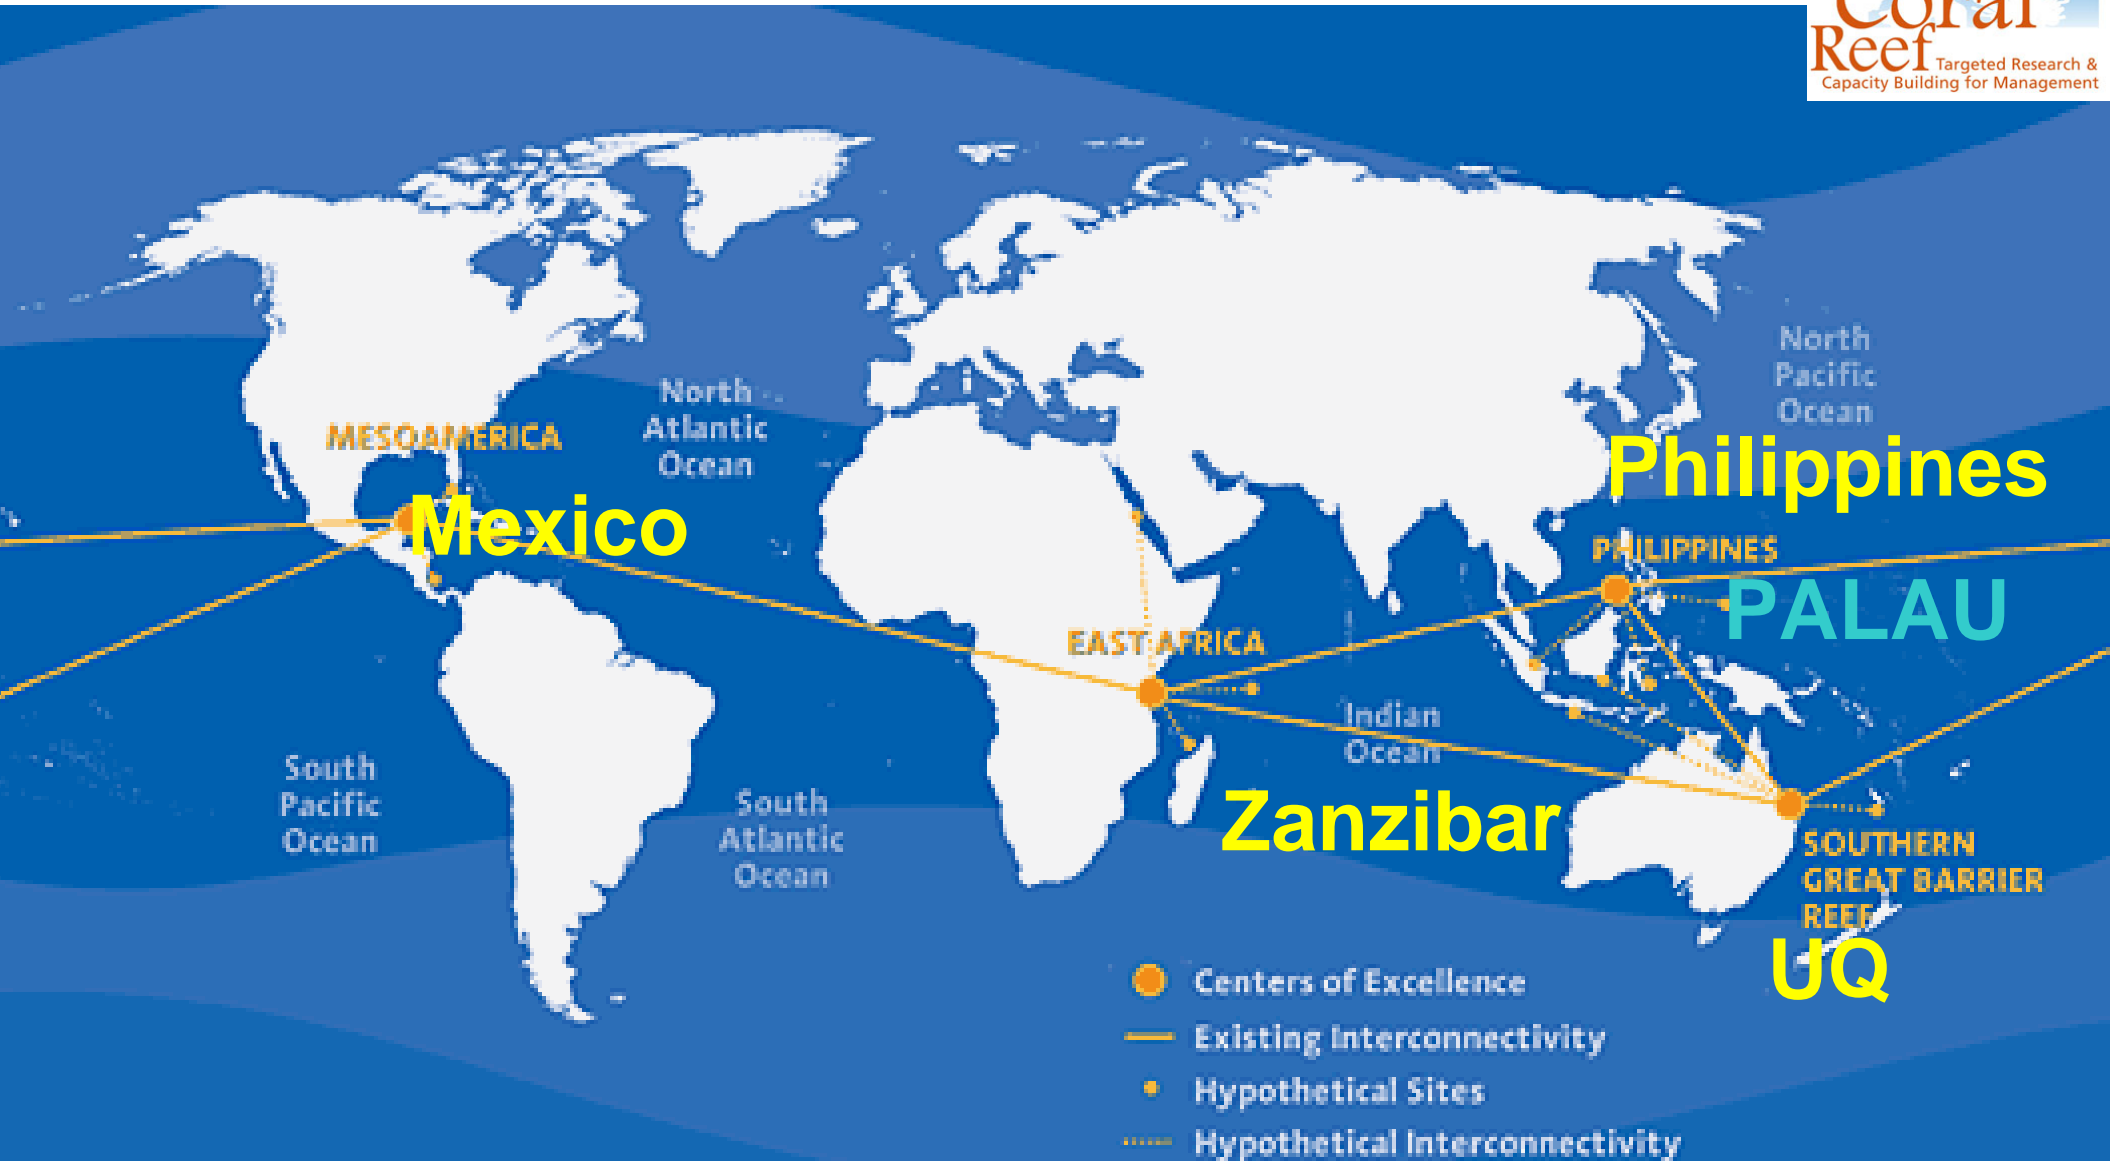 Coral
Reef Targeted Research &
Capacity Building for Management
North
Pacific
Ocean
North
Atlantic
Ocean
MESOAMERICA
Philippines
Mexico
PHILIPPINES
PALAU
EAST AFRICA
Indian
Ocean
South
Pacific
Ocean
South
Atlantic
Ocean
Zanzibar
SOUTHERN
GREAT BARRIER
REEF
UQ
Centers of Excellence
Existing Interconnectivity
Hypothetical Sites
Hypothetical Interconnectivity